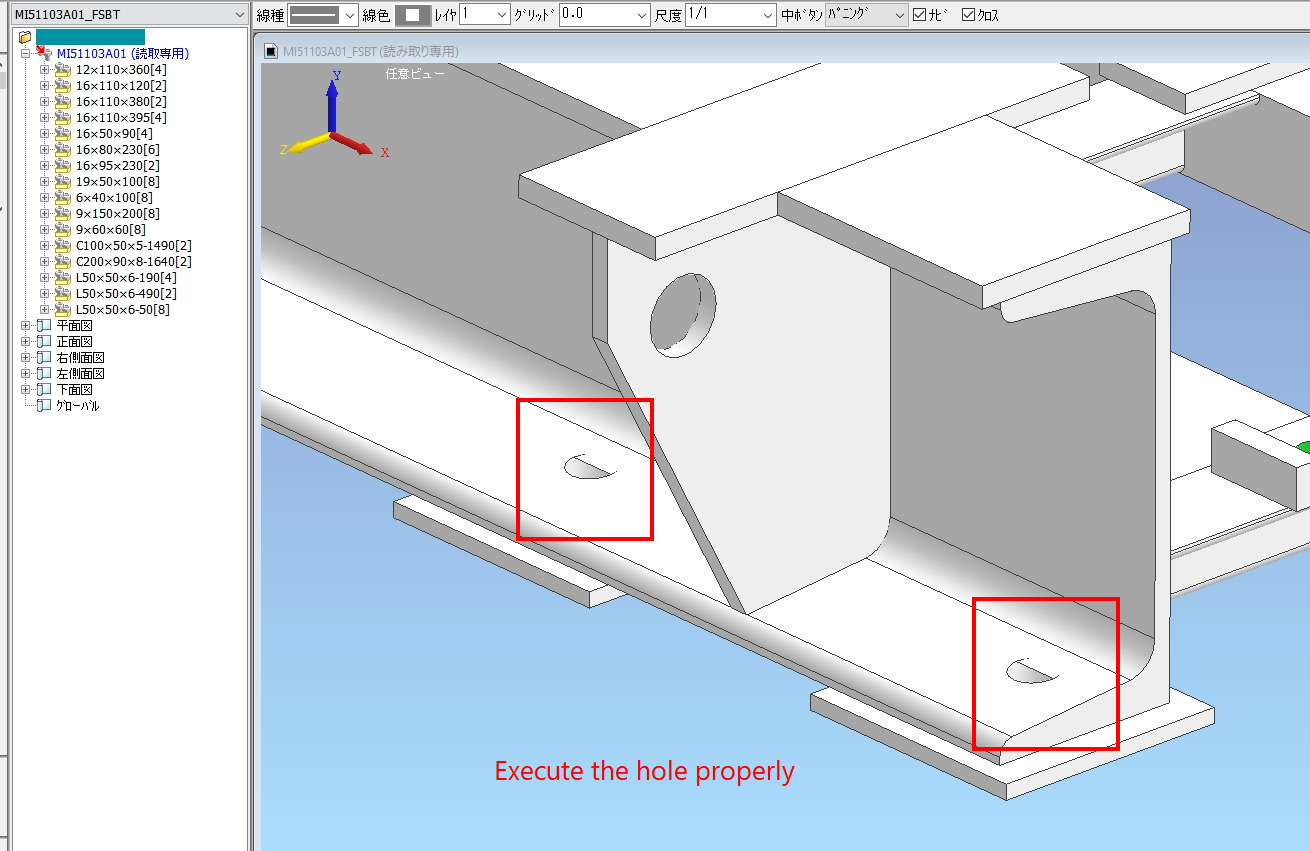 MI51103A01_FSBT
線種 線色 ﾚｲﾔ 1 ｸﾞﾘｯﾄﾞ 0.0 尺度 1/1 中ﾎﾞﾀﾝ ﾊﾟﾆﾝｸﾞ ﾅﾋﾞ ｸﾛｽ
MI51103A01_FSBT (読み取り専用)
MI51103A01 (読取専用)
12×110×360[4]
16×110×120[2]
16×110×380[2]
16×110×395[4]
16×50×90[4]
16×80×230[6]
16×95×230[2]
19×50×100[8]
6×40×100[8]
9×150×200[8]
9×60×60[8]
C100×50×5-1490[2]
C200×90×8-1640[2]
L50×50×6-190[4]
L50×50×6-490[2]
L50×50×6-50[8]
平面図
正面図
右側面図
左側面図
下面図
ｸﾞﾛｰﾊﾞﾙ
任意ビュー
Y
Z
X
Execute the hole properly